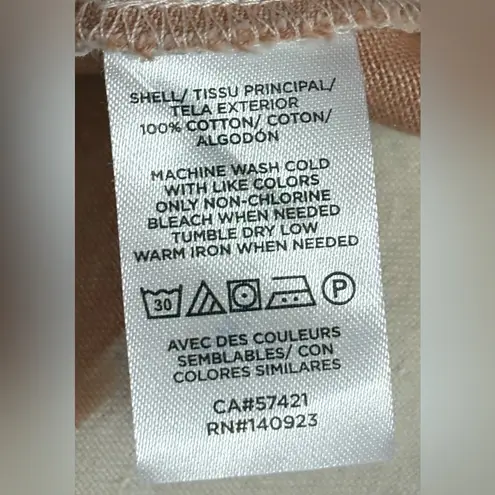 SHELL/ TISSU PRINCIPAL/
TELA EXTERIOR
100% COTTON/ COTON/
ALGODÓN
MACHINE WASH COLD
WITH LIKE COLORS
ONLY NON-CHLORINE
BLEACH WHEN NEEDED
TUMBLE DRY LOW
WARM IRON WHEN NEEDED
30 P
AVEC DES COULEURS
SEMBLABLES/ CON
COLORES SIMILARES
CA#57421
RN#140923